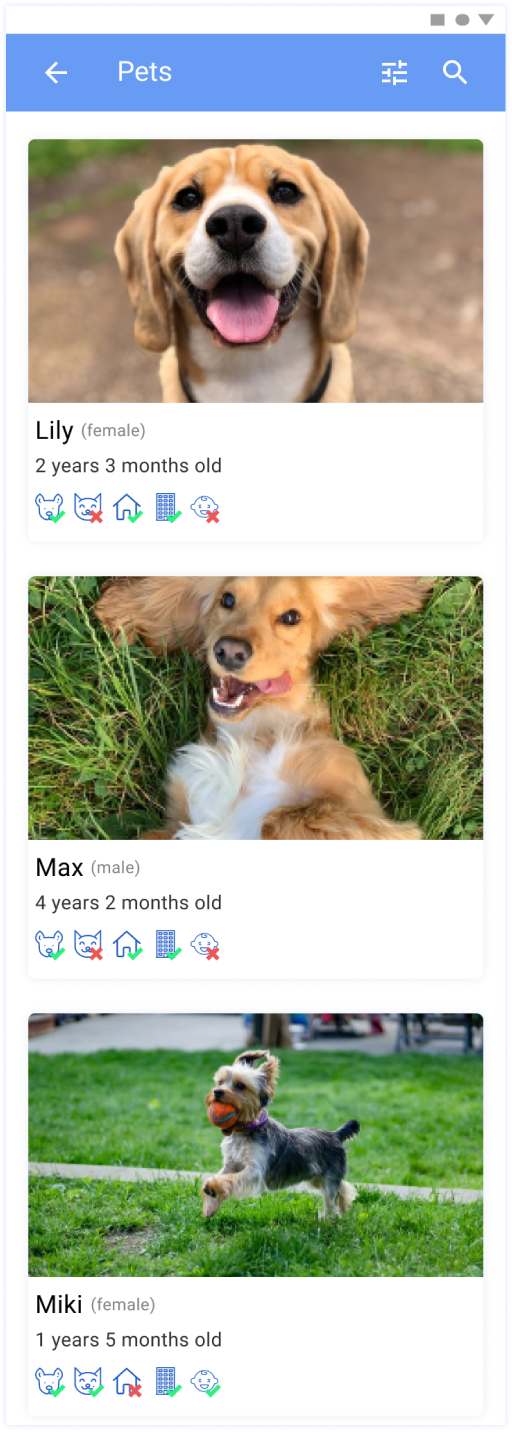 Pets
Lily (female)
2 years 3 months old
Max (male)
4 years 2 months old
Miki (female)
1 years 5 months old